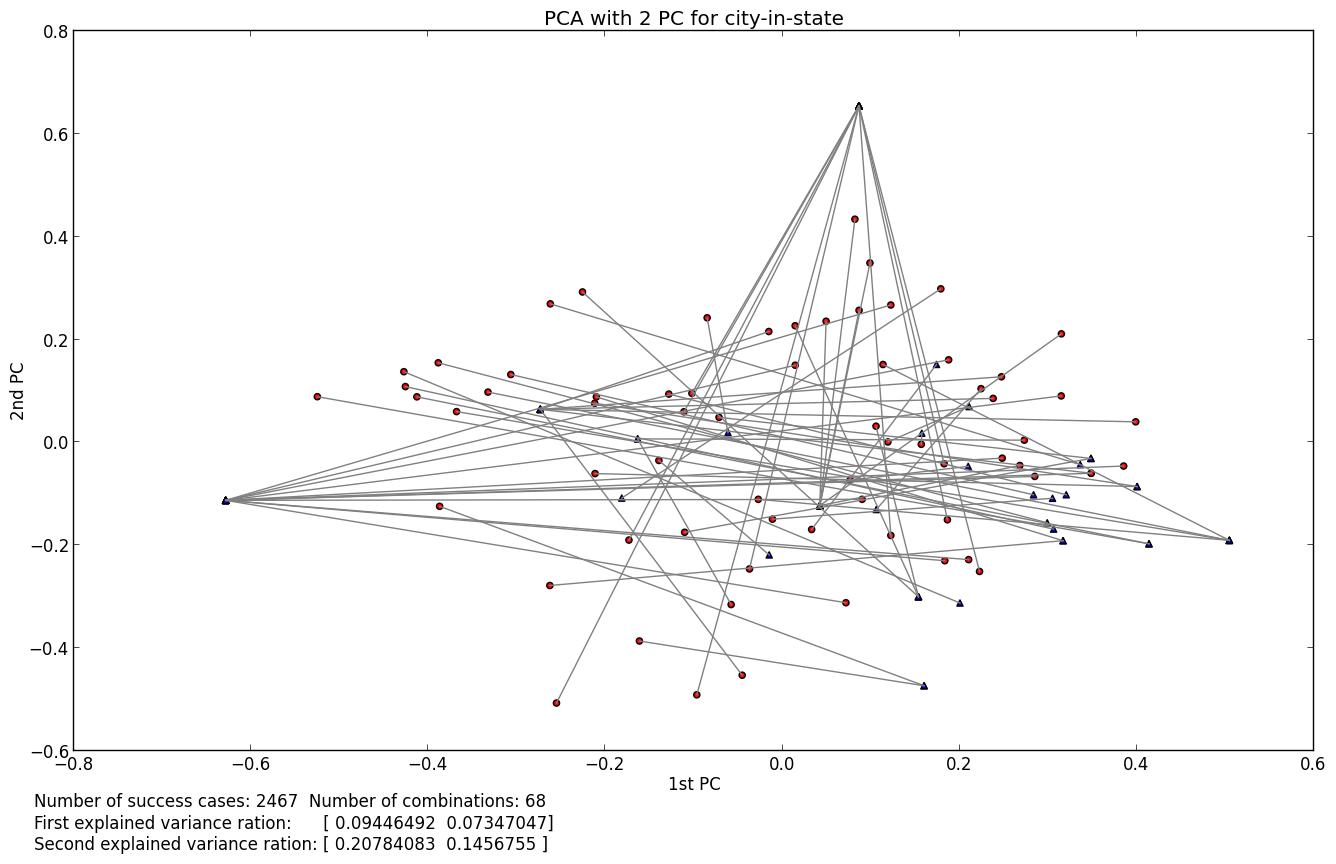 PCA with 2 PC for city-in-state
0.8
0.6
0.4
0.2
0.0
−0.2
−0.4
−0.6
2nd PC
−0.8 −0.6 −0.4 −0.2 0.0 0.2 0.4 0.6
1st PC
Number of success cases: 2467 Number of combinations: 68
First explained variance ration: [ 0.09446492 0.07347047]
Second explained variance ration: [ 0.20784083 0.1456755 ]